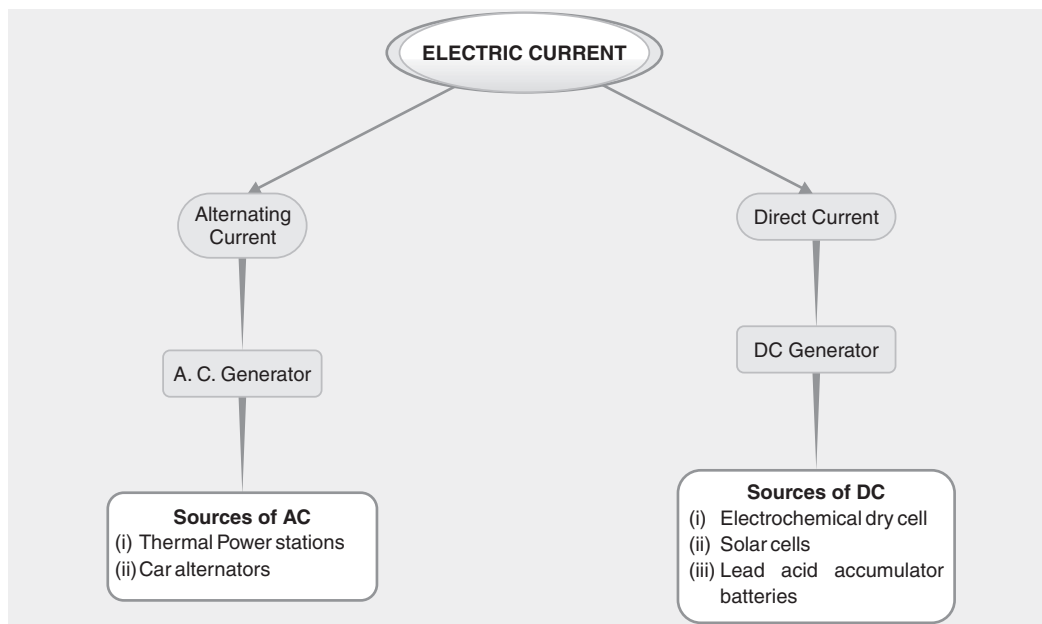 ELECTRIC CURRENT
Alternating
Current
A. C. Generator
Sources of AC
(i) Thermal Power stations
(ii) Car alternators
Direct Current
DC Generator
Sources of DC
(i) Electrochemical dry cell
(ii) Solar cells
(iii) Lead acid accumulator
batteries